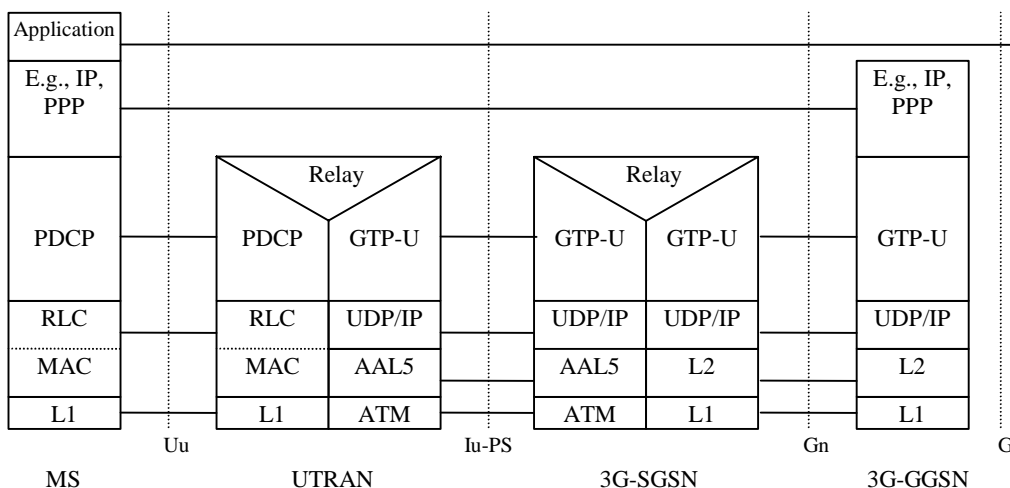 Application
E.g., IP,
PPP
E.g., IP,
PPP
Relay
Relay
PDCP
PDCP
GTP-U
GTP-U
GTP-U
GTP-U
RLC
RLC
UDP/IP
UDP/IP
UDP/IP
UDP/IP
MAC
MAC
AAL5
AAL5
L2
L2
L1
L1
ATM
ATM
L1
L1
Uu
Iu-PS
Gn
G
MS
UTRAN
3G-SGSN
3G-GGSN